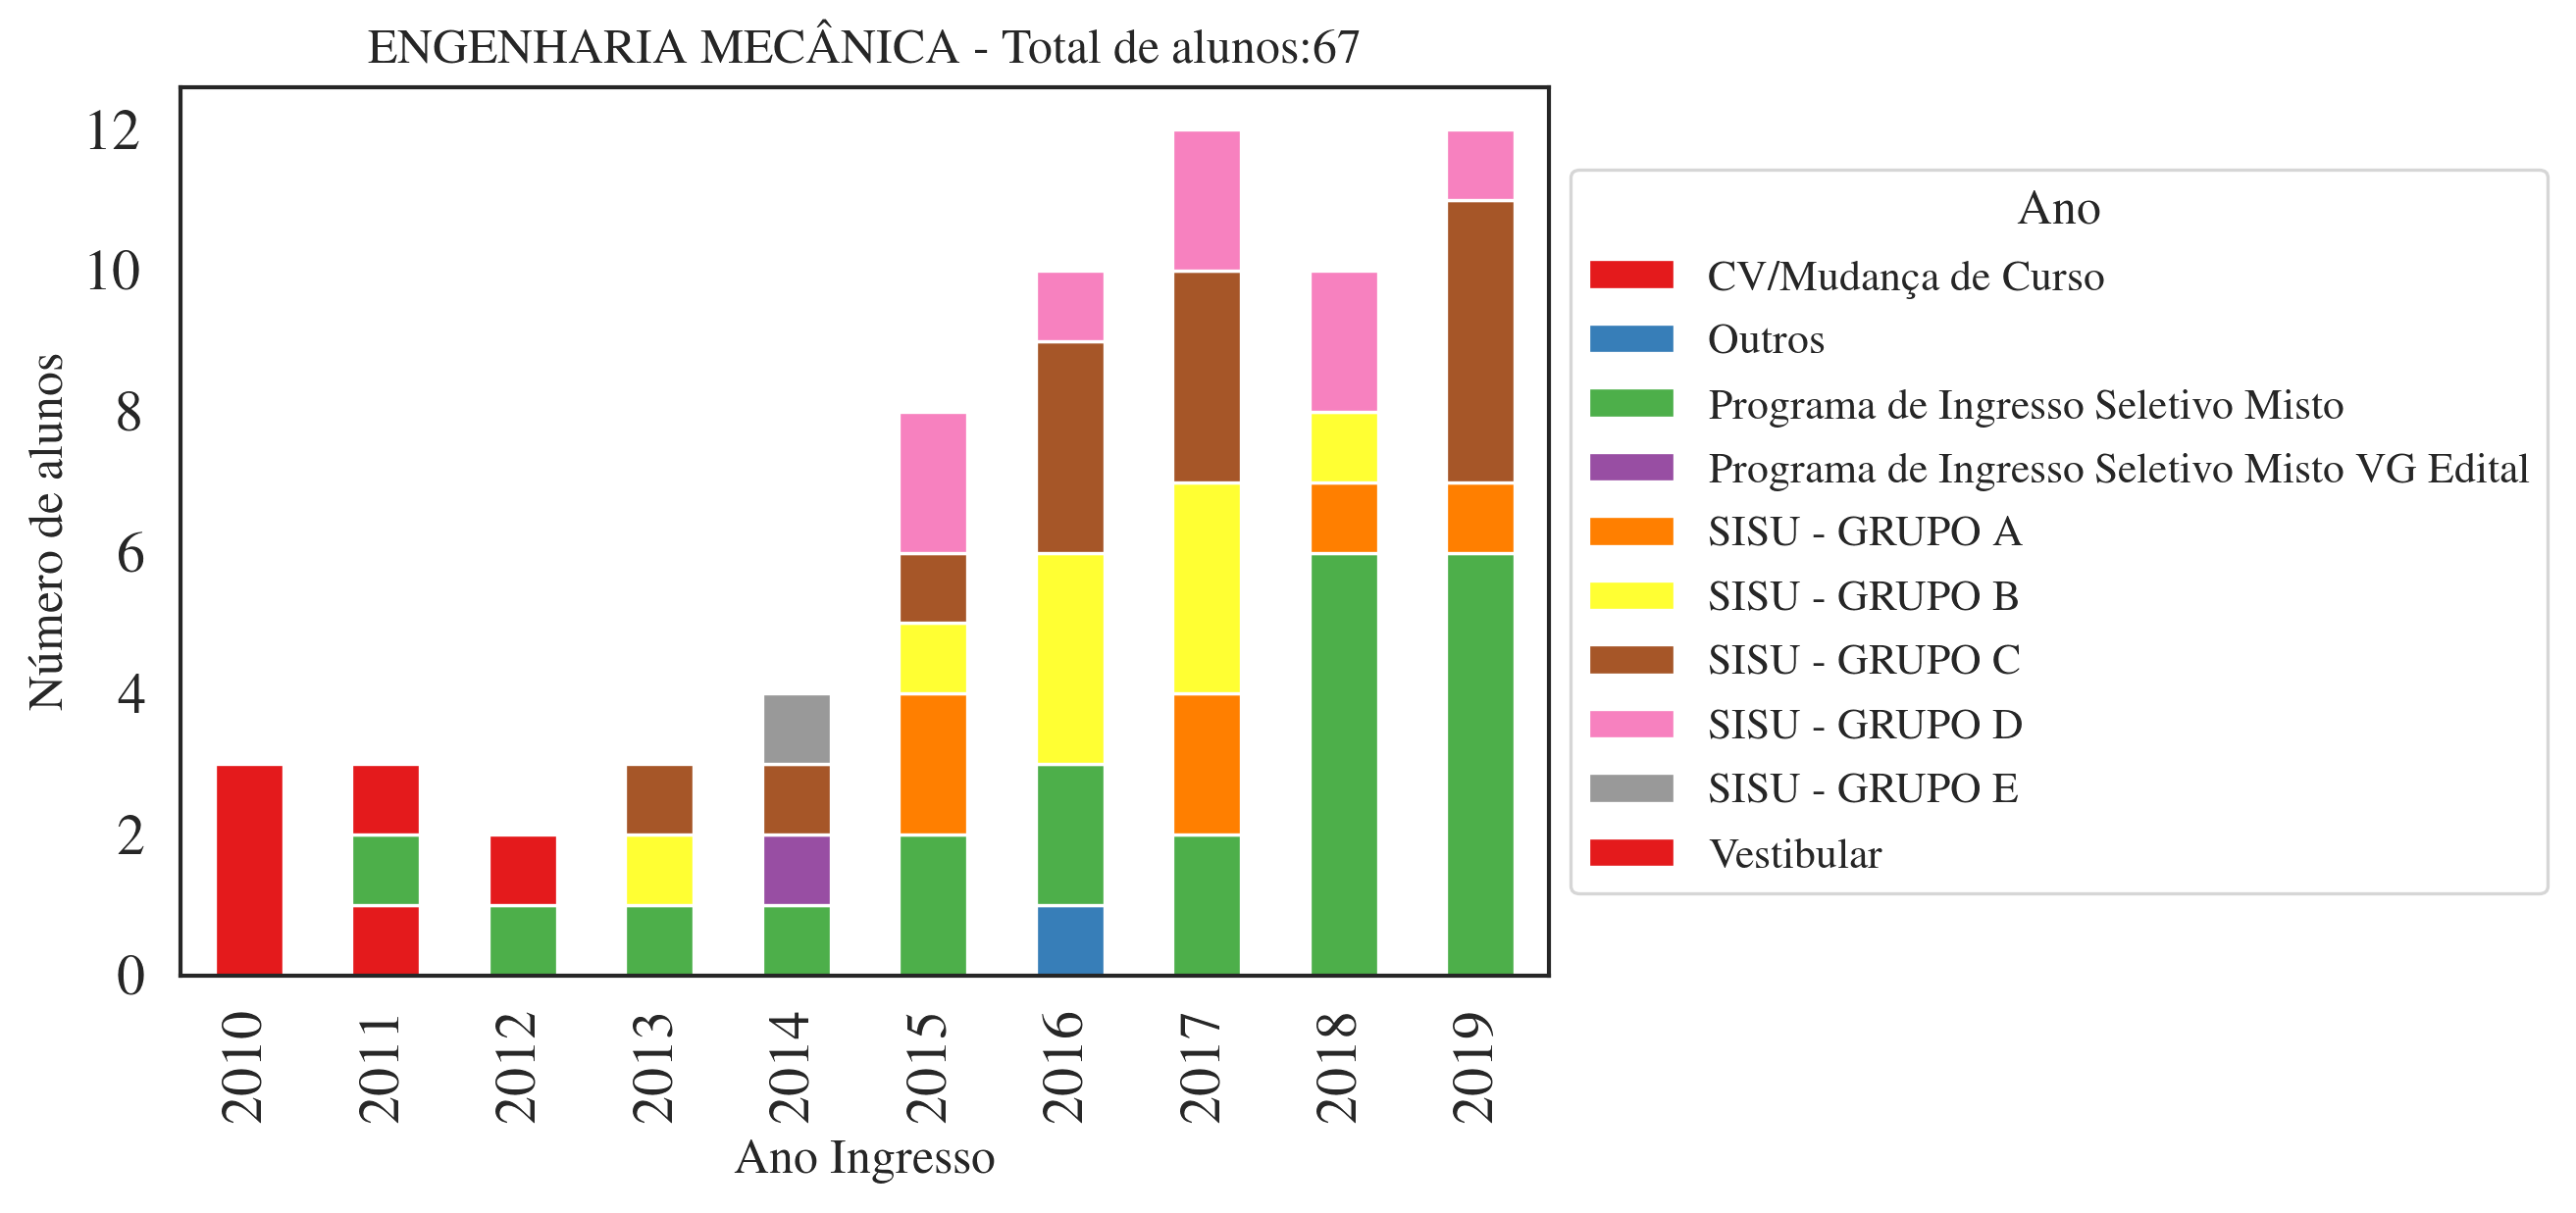 ENGENHARIA MECÂNICA - Total de alunos:67
12
10
8
6
4
2
0
Número de alunos
2010
2011
2012
2013
2014
2015
2016
2017
2018
2019
Ano Ingresso
Ano
CV/Mudança de Curso
Outros
Programa de Ingresso Seletivo Misto
Programa de Ingresso Seletivo Misto VG Edital
SISU - GRUPO A
SISU - GRUPO B
SISU - GRUPO C
SISU - GRUPO D
SISU - GRUPO E
Vestibular